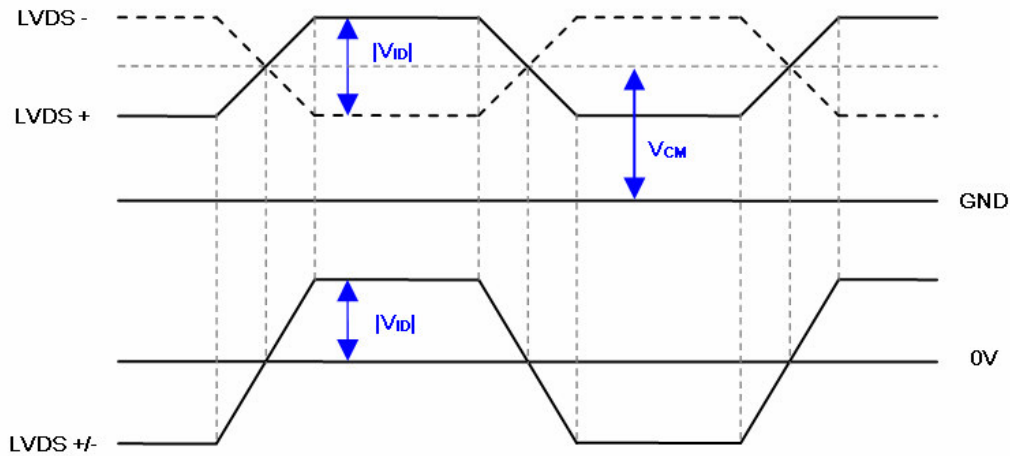 LVDS -
|VID|
LVDS +
VCM
GND
|VID|
0V
LVDS +/-